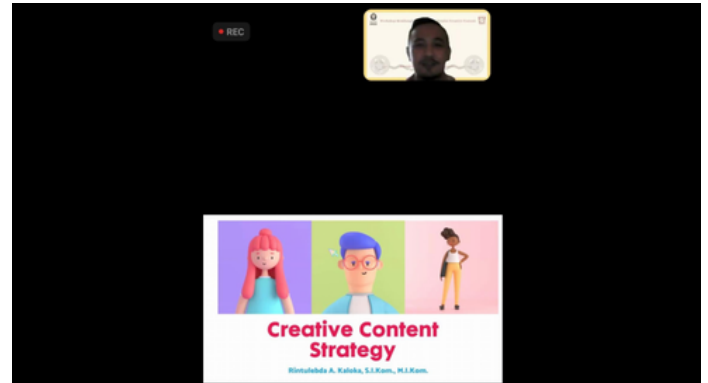 REC
Creative Content
Strategy
Rintulebda A. Kaloka, S.I.Kom., M.I.Kom.